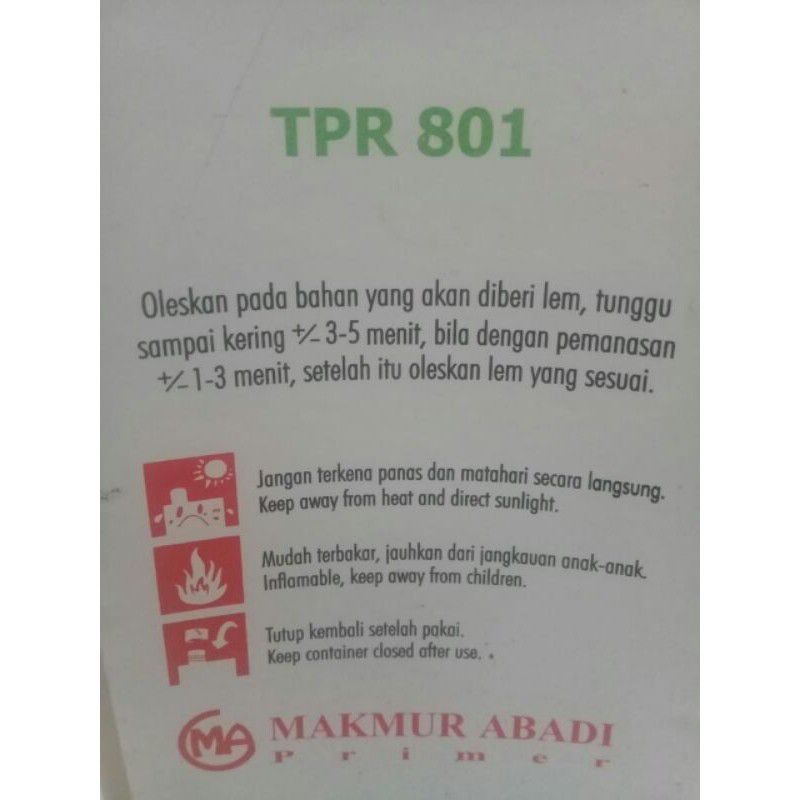 TPR 801
Oleskan pada bahan yang akan diberi lem, tunggu
sampai kering +/- 3-5 menit, bila dengan pemanasan
+/- 1-3 menit, setelah itu oleskan lem yang sesuai.
Jangan terkena panas dan matahari secara langsung.
Keep away from heat and direct sunlight.
Mudah terbakar, jauhkan dari jangkauan anak-anak.
Inflamable, keep away from children.
Tutup kembali setelah pakai.
Keep container closed after use.
MA MAKMUR ABADI
Primer